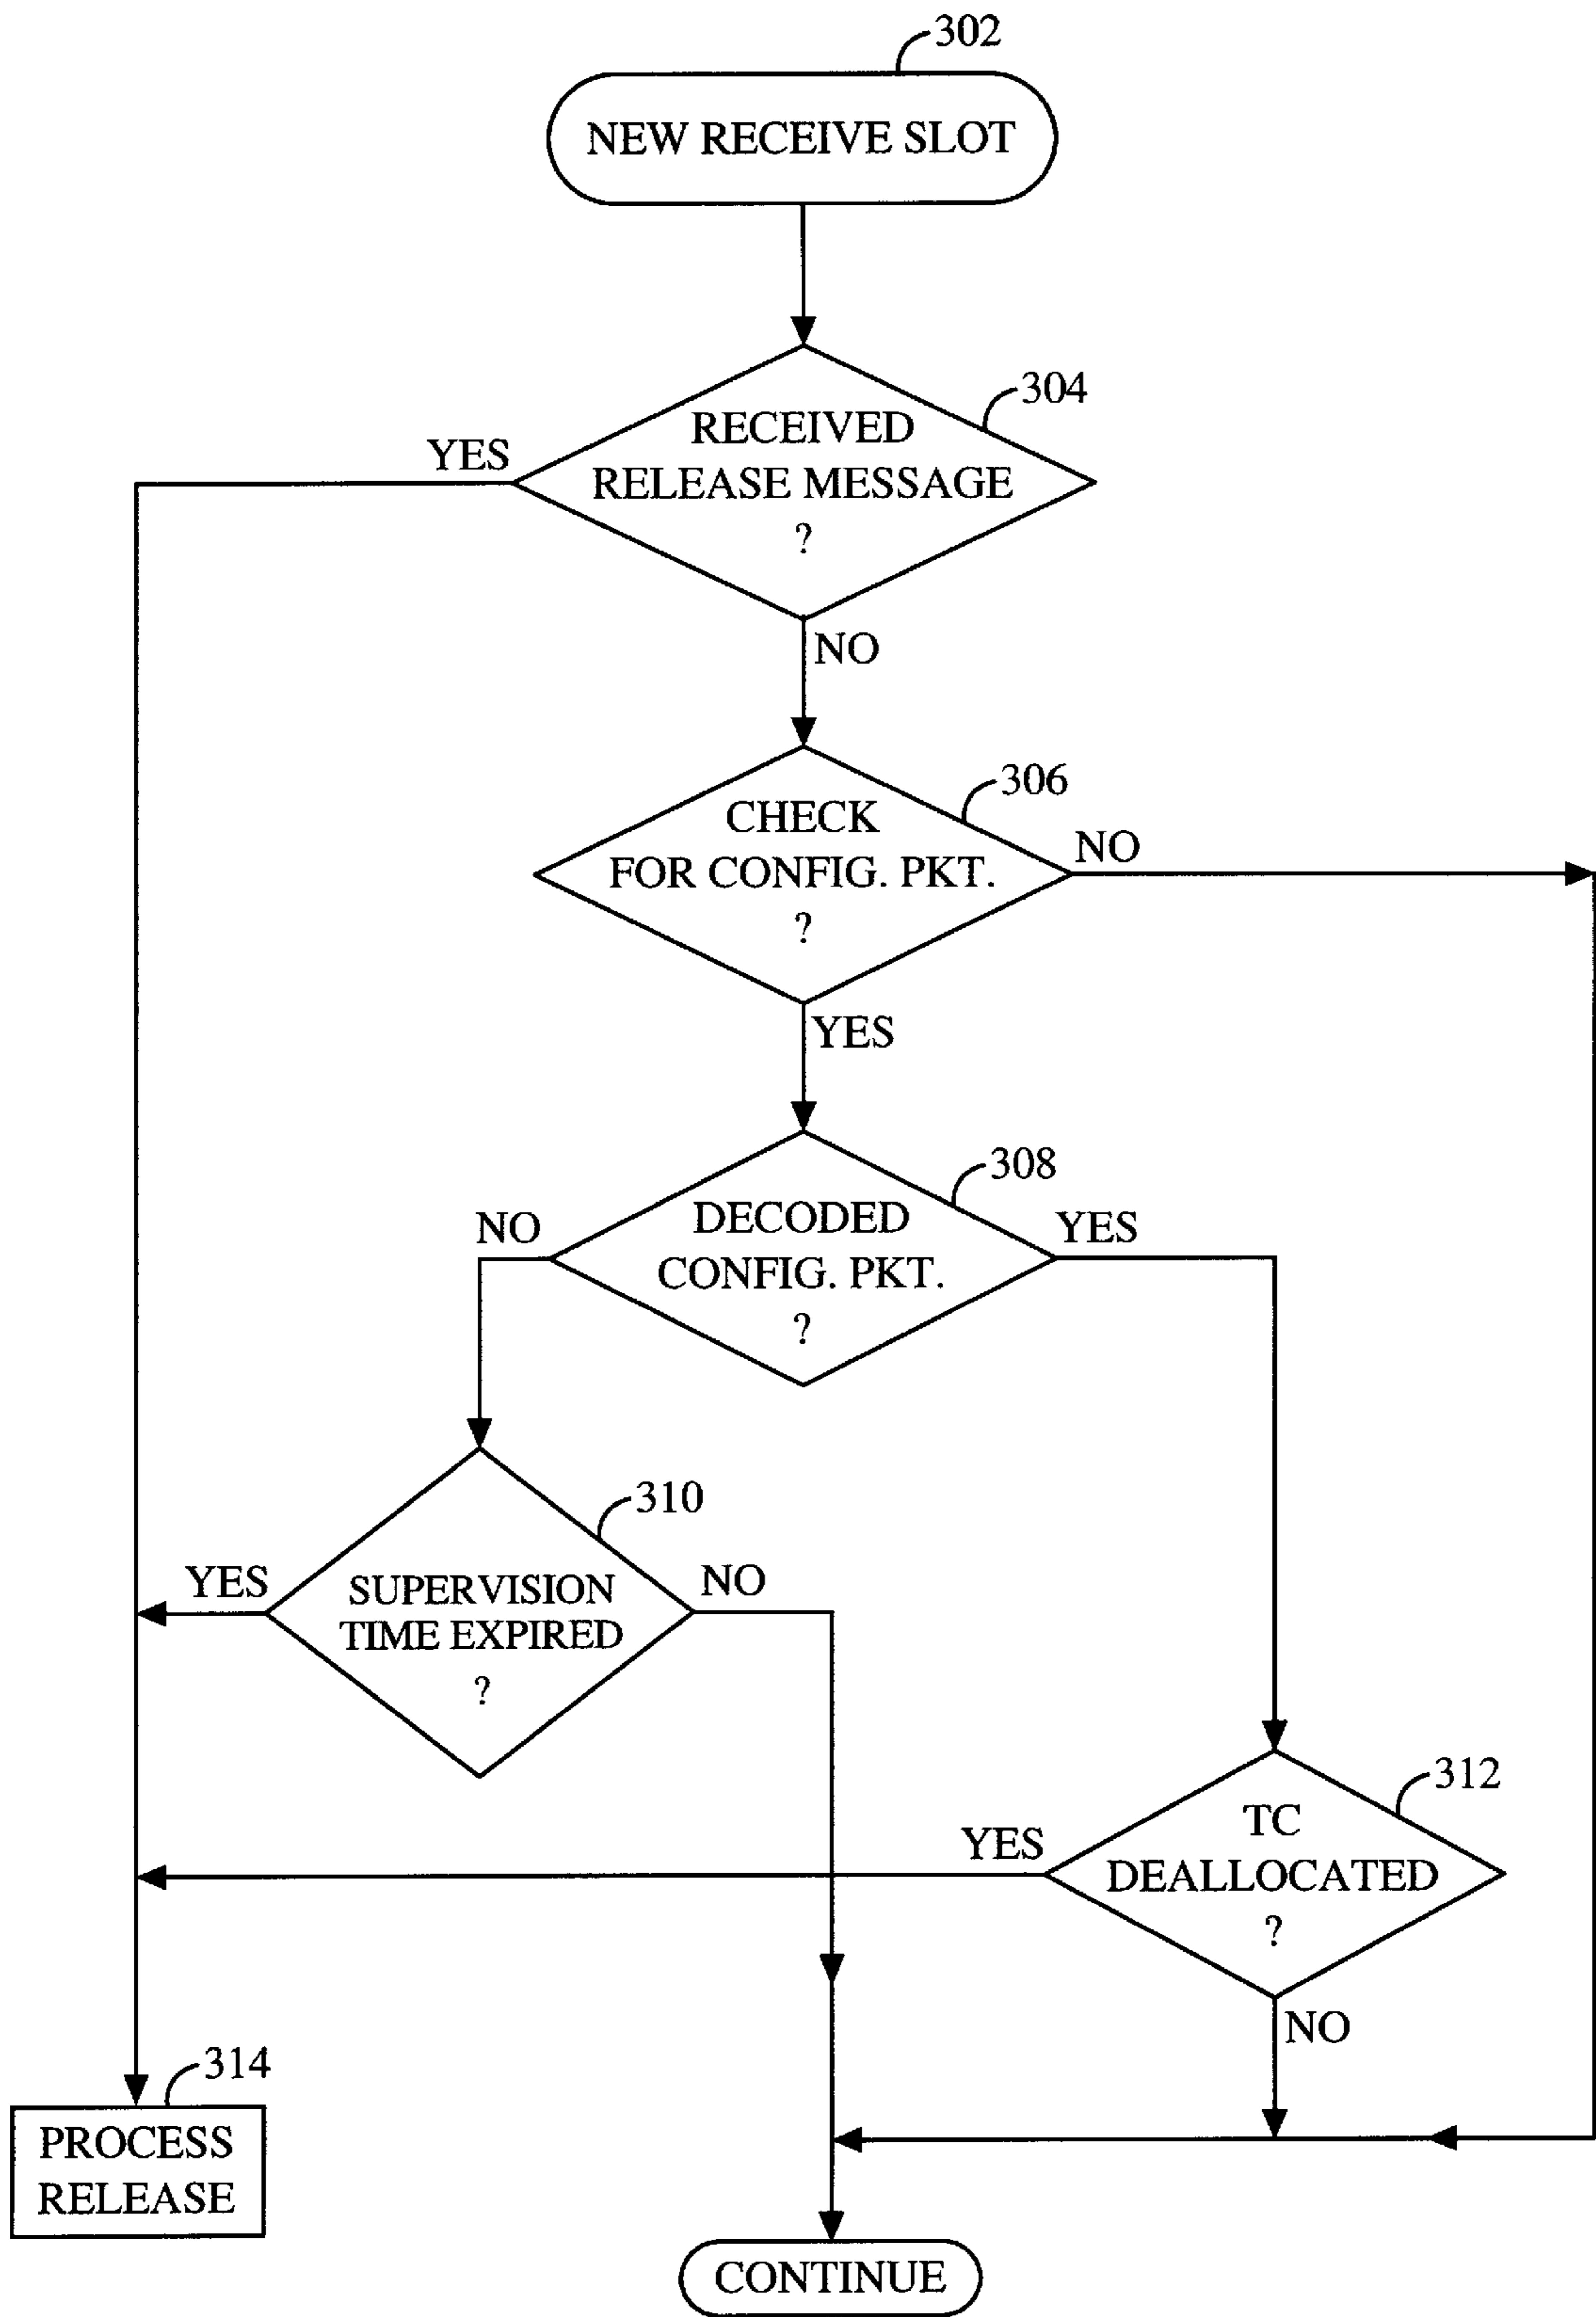 302
NEW RECEIVE SLOT
304
RECEIVED
RELEASE MESSAGE
?
YES
NO
306
CHECK
FOR CONFIG. PKT.
?
NO
YES
308
DECODED
CONFIG. PKT.
?
NO
YES
310
SUPERVISION
TIME EXPIRED
?
YES
NO
312
TC
DEALLOCATED
?
YES
NO
314
PROCESS
RELEASE
CONTINUE